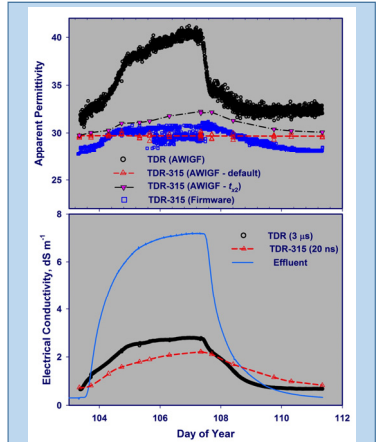 Apparent Permittivity
40
35
30
25
TDR (AWIGF)
TDR-315 (AWIGF - default)
TDR-315 (AWIGF - tx2)
TDR-315 (Firmware)
Electrical Conductivity, dS m-1
8
6
4
2
0
TDR (3 µs)
TDR-315 (20 ns)
Effluent
104
106
108
110
112
Day of Year